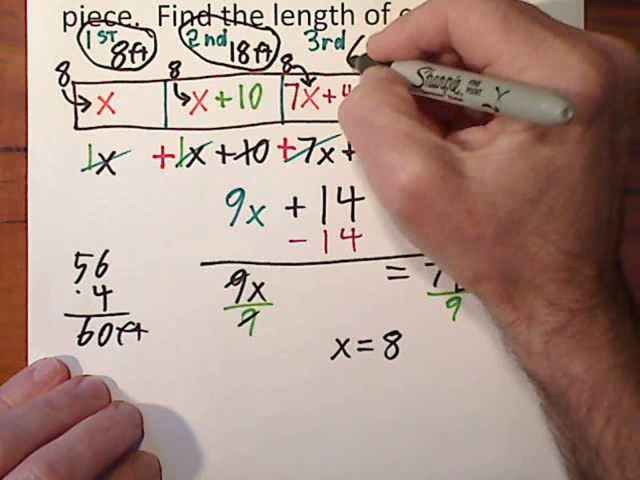 piece. Find the length of
1ST 2nd 3rd
8ft 18ft
8 8 8
x x +10 7x+4
1x +1x +10 +7x +
9x + 14
- 14
9x =
9 9
x = 8
56
4
60ft
Sharpie